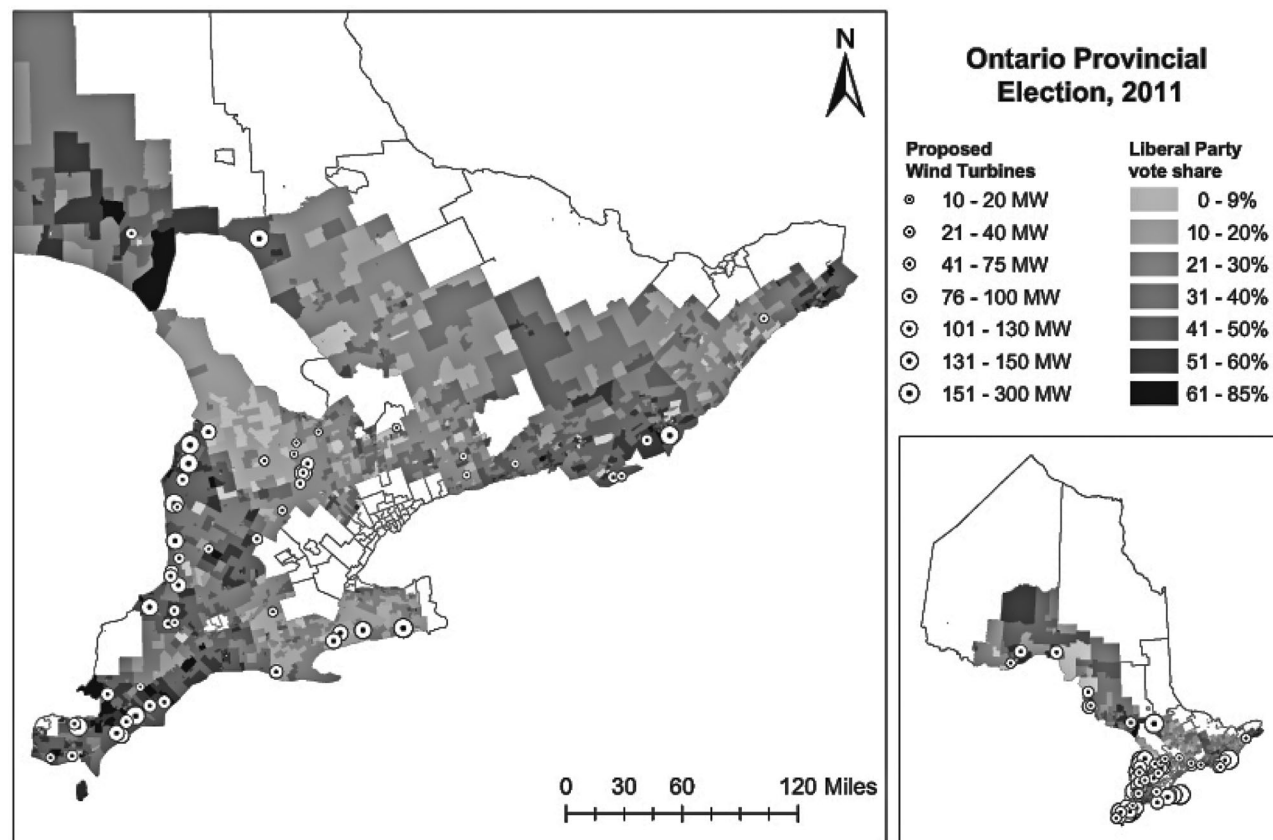 N
Ontario Provincial
Election, 2011
Proposed
Wind Turbines
10 - 20 MW
21 - 40 MW
41 - 75 MW
76 - 100 MW
101 - 130 MW
131 - 150 MW
151 - 300 MW
Liberal Party
vote share
0 - 9%
10 - 20%
21 - 30%
31 - 40%
41 - 50%
51 - 60%
61 - 85%
0 30 60 120 Miles